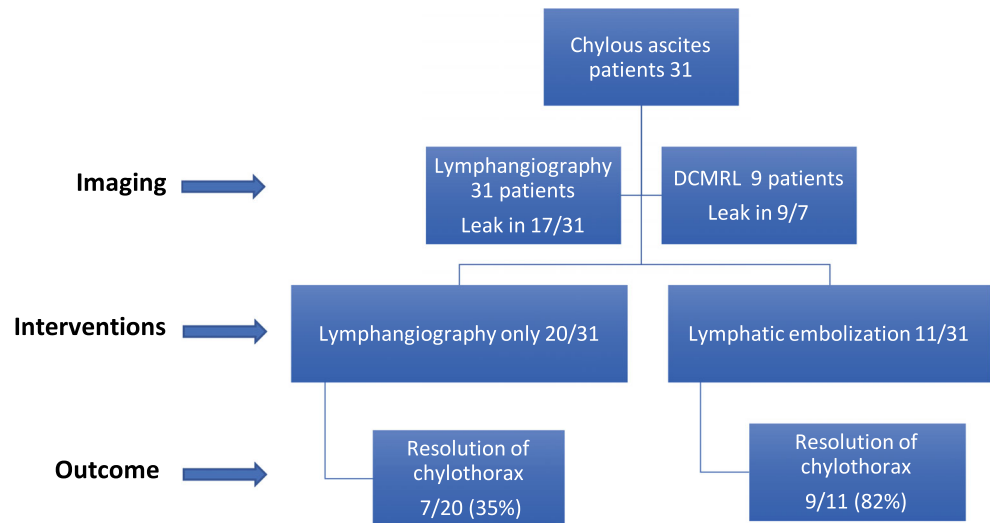 Chylous ascites
patients 31
Imaging
Lymphangiography
31 patients
Leak in 17/31
DCMRL 9 patients
Leak in 9/7
Interventions
Lymphangiography only 20/31
Lymphatic embolization 11/31
Outcome
Resolution of
chylothorax
7/20 (35%)
Resolution of
chylothorax
9/11 (82%)